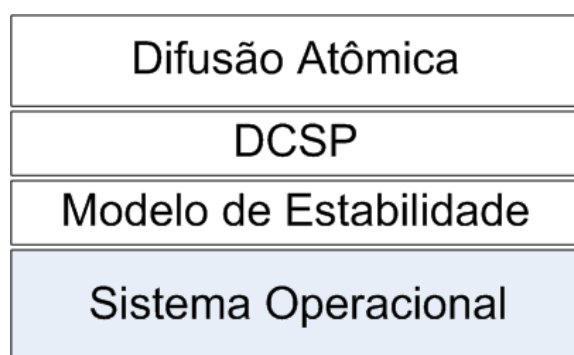 Difusão Atômica
DCSP
Modelo de Estabilidade
Sistema Operacional